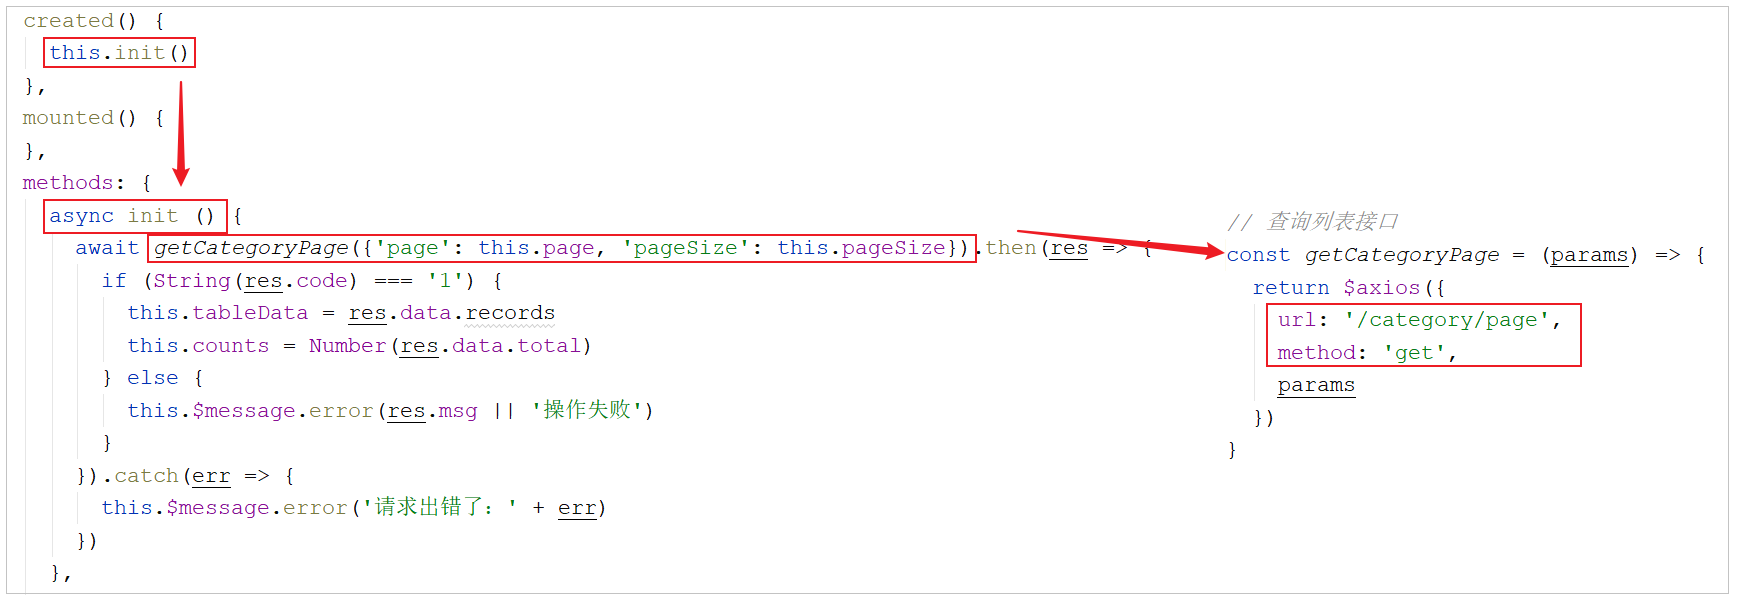 created() {
  this.init()
},
mounted() {
},
methods: {
  async init () {
    await getCategoryPage({'page': this.page, 'pageSize': this.pageSize}).then(res => {
      if (String(res.code) === '1') {
        this.tableData = res.data.records
        this.counts = Number(res.data.total)
      } else {
        this.$message.error(res.msg || '操作失败')
      }
    }).catch(err => {
      this.$message.error('请求出错了：' + err)
    })
  },
// 查询列表接口
const getCategoryPage = (params) => {
  return $axios({
    url: '/category/page',
    method: 'get',
    params
  })
}